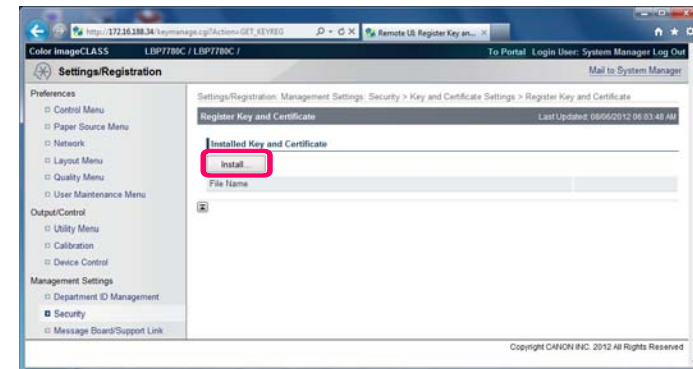 http://172.16.188.34/keymanage.cgi?Action=GET_KEYREG
Remote UI: Register Key an...
Color imageCLASS LBP7780C / LBP7780C /
To Portal Login User: System Manager Log Out
Settings/Registration
Mail to System Manager
Preferences
Control Menu
Paper Source Menu
Network
Layout Menu
Quality Menu
User Maintenance Menu
Output/Control
Utility Menu
Calibration
Device Control
Management Settings
Department ID Management
Security
Message Board/Support Link
Settings/Registration: Management Settings: Security > Key and Certificate Settings > Register Key and Certificate
Register Key and Certificate
Last Updated: 06/06/2012 06:03:48 AM
Installed Key and Certificate
Install...
File Name
Copyright CANON INC. 2012 All Rights Reserved